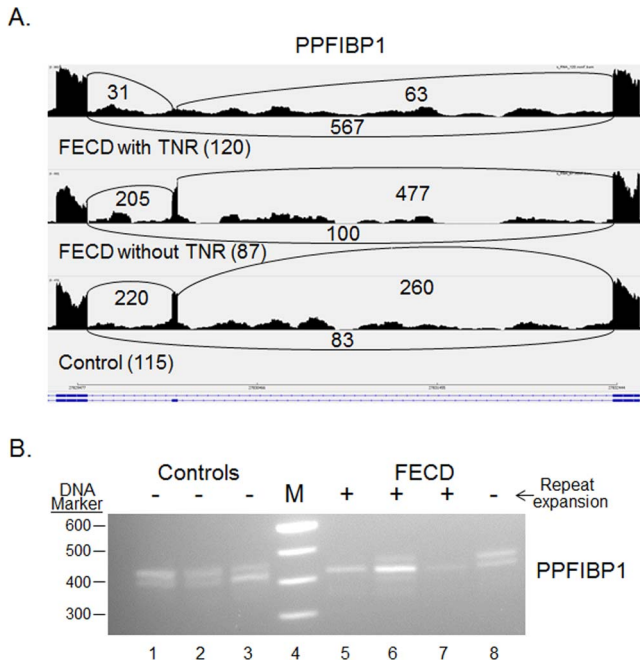 A.
PPFIBP1
31
63
567
FECD with TNR (120)
205
477
100
FECD without TNR (87)
220
260
83
Control (115)
B.
Controls
FECD
DNA
Marker
- - - M + + + -
Repeat
expansion
600
500
400
300
PPFIBP1
1 2 3 4 5 6 7 8